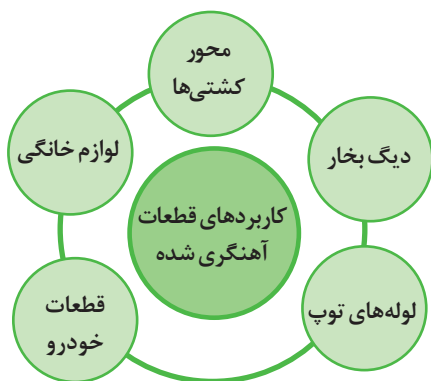 محور
کشتی‌ها
دیگ بخار
لوازم خانگی
کاربردهای قطعات
آهنگری شده
لوله‌های توپ
قطعات
خودرو